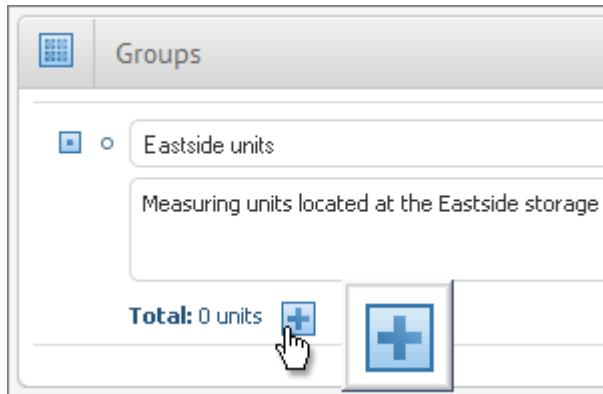 Groups
Eastside units
Measuring units located at the Eastside storage
Total: 0 units